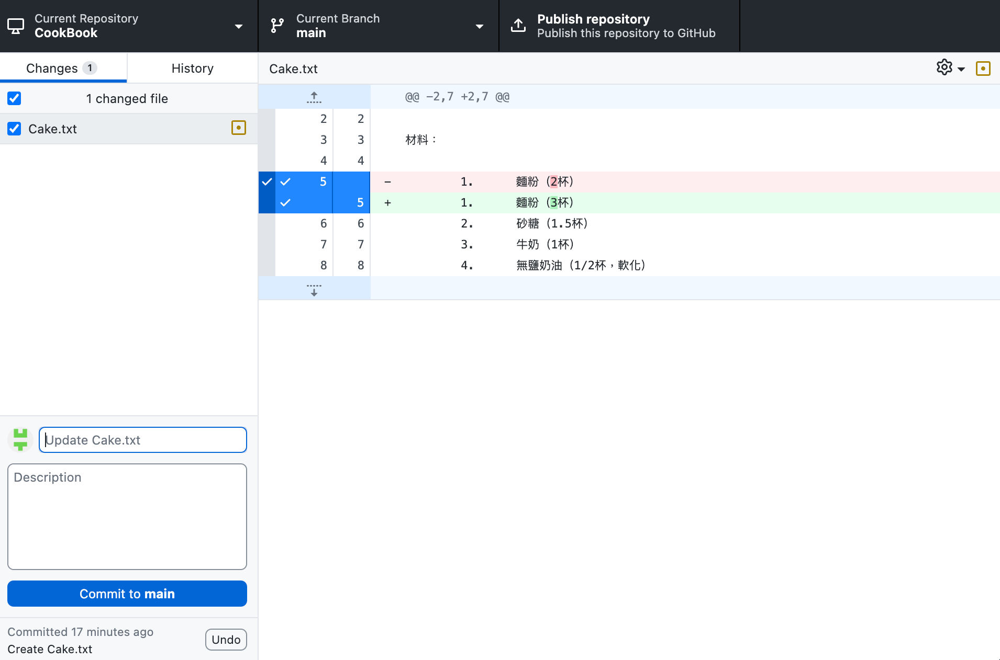 Current Repository
CookBook
Current Branch
main
Publish repository
Publish this repository to GitHub
Changes 1
History
1 changed file
Cake.txt
Cake.txt
@@ -2,7 +2,7 @@
2 2
3 3 材料：
4 4
5 - 1. 麵粉（2杯）
5 + 1. 麵粉（3杯）
6 6 2. 砂糖（1.5杯）
7 7 3. 牛奶（1杯）
8 8 4. 無鹽奶油（1/2杯，軟化）
Update Cake.txt
Description
Commit to main
Committed 17 minutes ago
Create Cake.txt
Undo